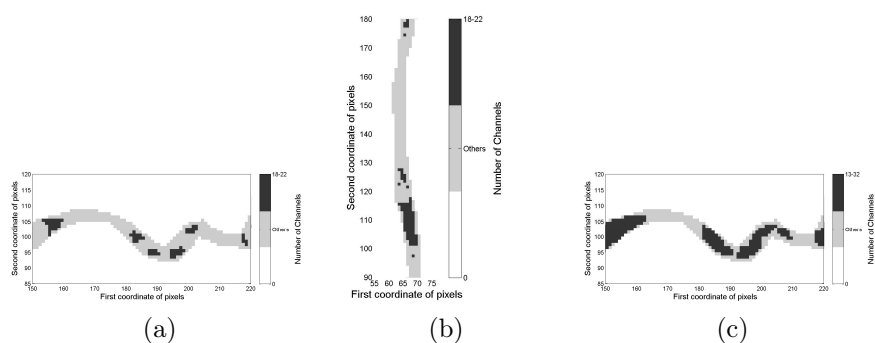 120
115
110
105
100
95
90
85
150 160 170 180 190 200 210 220
First coordinate of pixels
Second coordinate of pixels
18-22
0
Number of Channels
(a)
180
170
160
150
140
130
120
110
100
90
55 60 65 70 75
First coordinate of pixels
Second coordinate of pixels
18-22
Others
0
Number of Channels
(b)
120
115
110
105
100
95
90
85
150 160 170 180 190 200 210 220
First coordinate of pixels
Second coordinate of pixels
13-32
0
Number of Channels
(c)